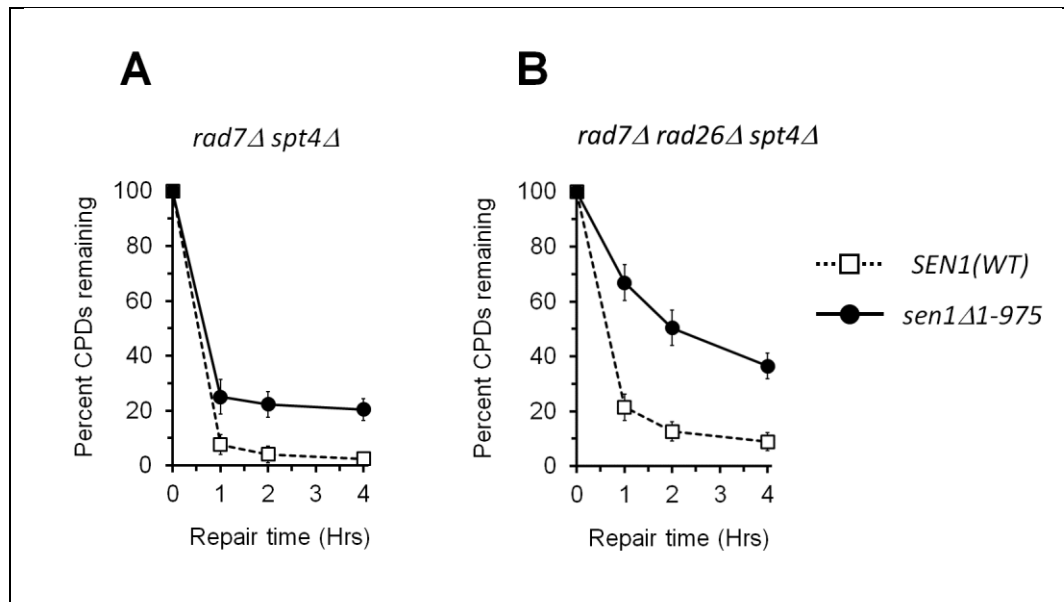 A
B
rad7Δ spt4Δ
rad7Δ rad26Δ spt4Δ
Percent CPDs remaining
100
80
60
40
20
0
0 1 2 3 4
Repair time (Hrs)
Percent CPDs remaining
100
80
60
40
20
0
0 1 2 3 4
Repair time (Hrs)
SEN1(WT)
sen1Δ1-975